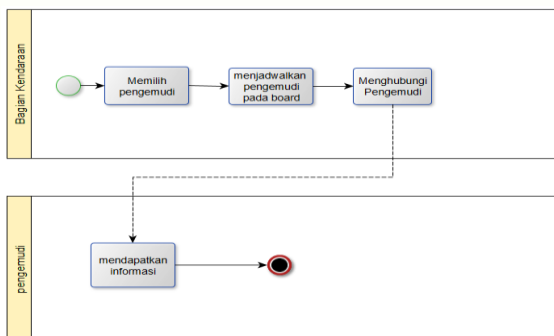 Bagian Kendaraan
Memilih
pengemudi
menjadwalkan
pengemudi
pada board
Menghubungi
Pengemudi
pengemudi
mendapatkan
informasi